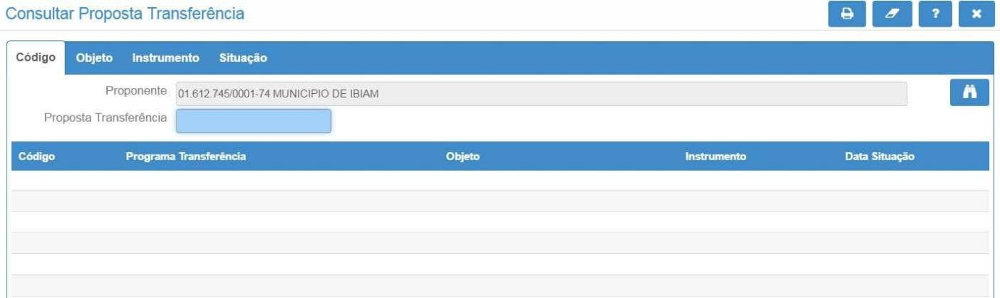 Consultar Proposta Transferência
?
Código Objeto Instrumento Situação
Proponente 01.612.745/0001-74 MUNICIPIO DE IBIAM
Proposta Transferência
Código Programa Transferência Objeto Instrumento Data Situação